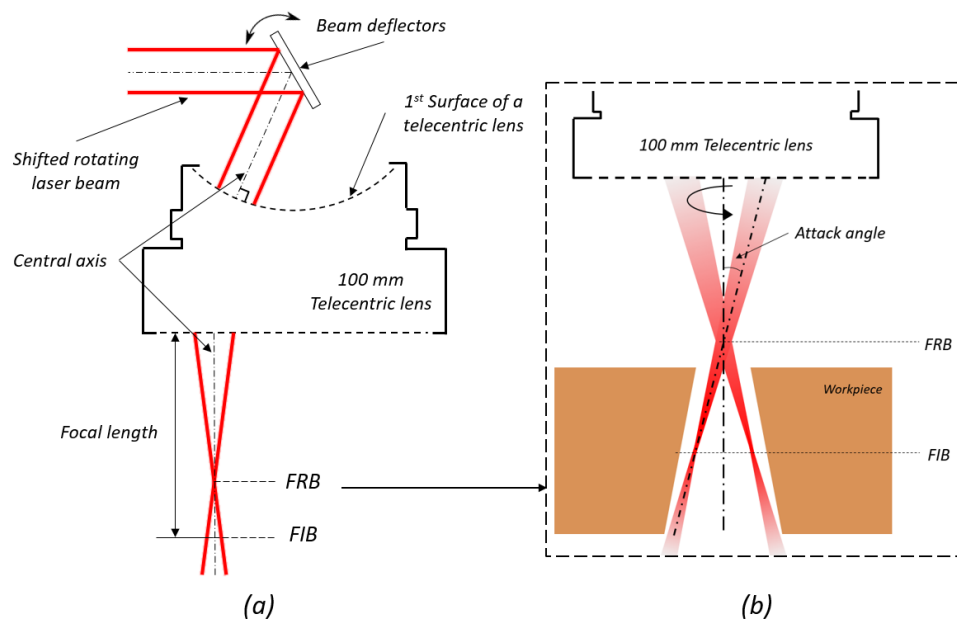 Beam deflectors
1st Surface of a
telecentric lens
Shifted rotating
laser beam
Central axis
100 mm
Telecentric lens
Focal length
FRB
FIB
(a)
100 mm Telecentric lens
Attack angle
FRB
Workpiece
FIB
(b)